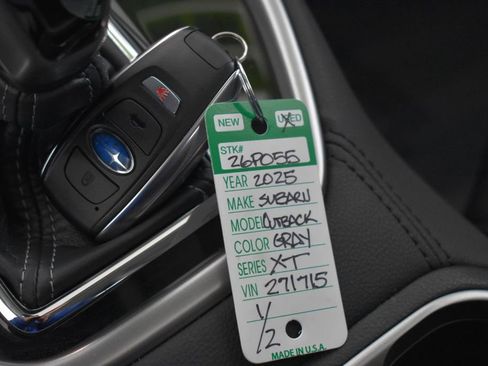 NEW USED
STK# 26P055
YEAR 2025
MAKE SUBARU
MODEL OUTBACK
COLOR GRAY
SERIES XT
VIN 271715
1/2
MADE IN U.S.A.